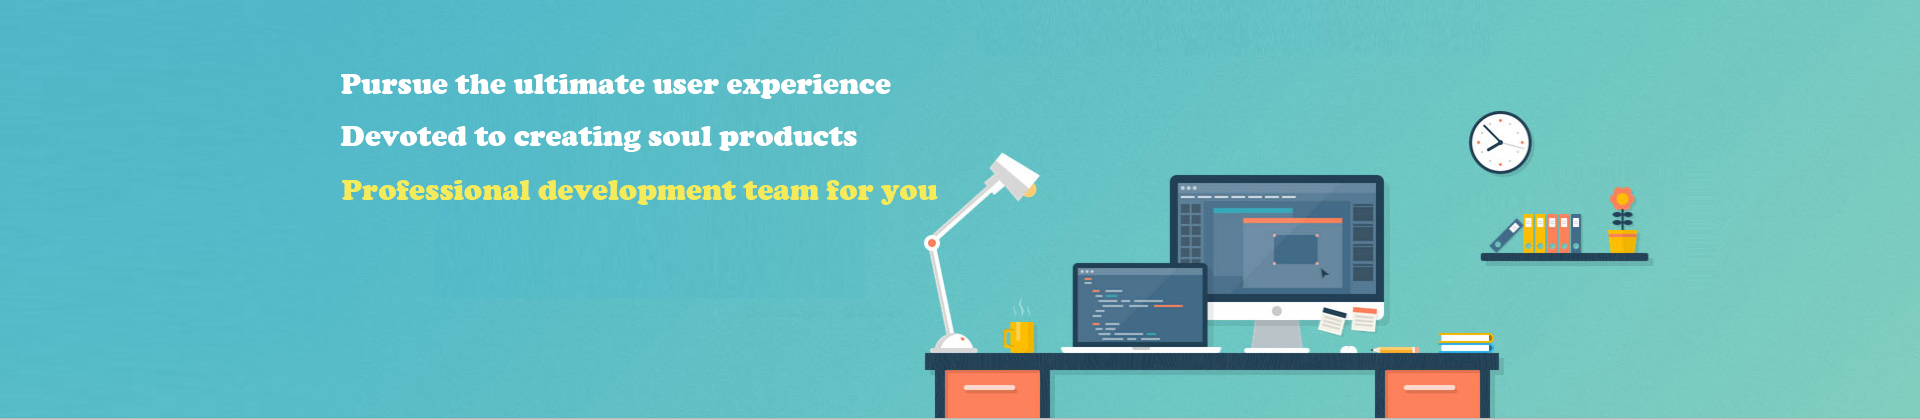 Pursue the ultimate user experience
Devoted to creating soul products
Professional development team for you